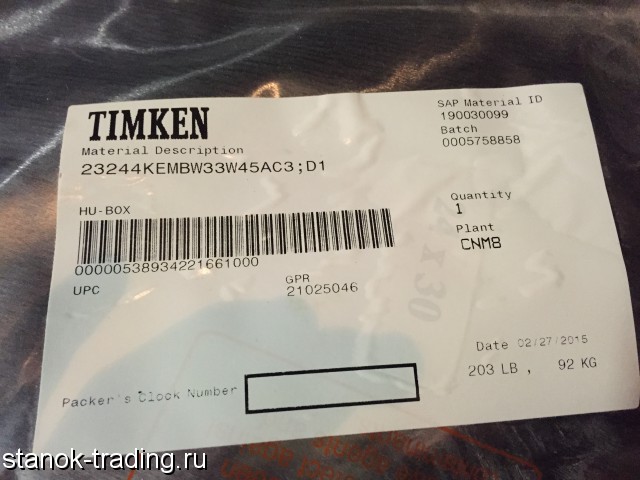 TIMKEN
Material Description
23244KEMBW33W45AC3;D1
SAP Material ID
190030099
Batch
0005758858
HU-BOX
00000538934221661000
UPC
GPR
21025046
Quantity
1
Plant
CNM8
Date 02/27/2015
203 LB , 92 KG
Packer's Clock Number
stanok-trading.ru